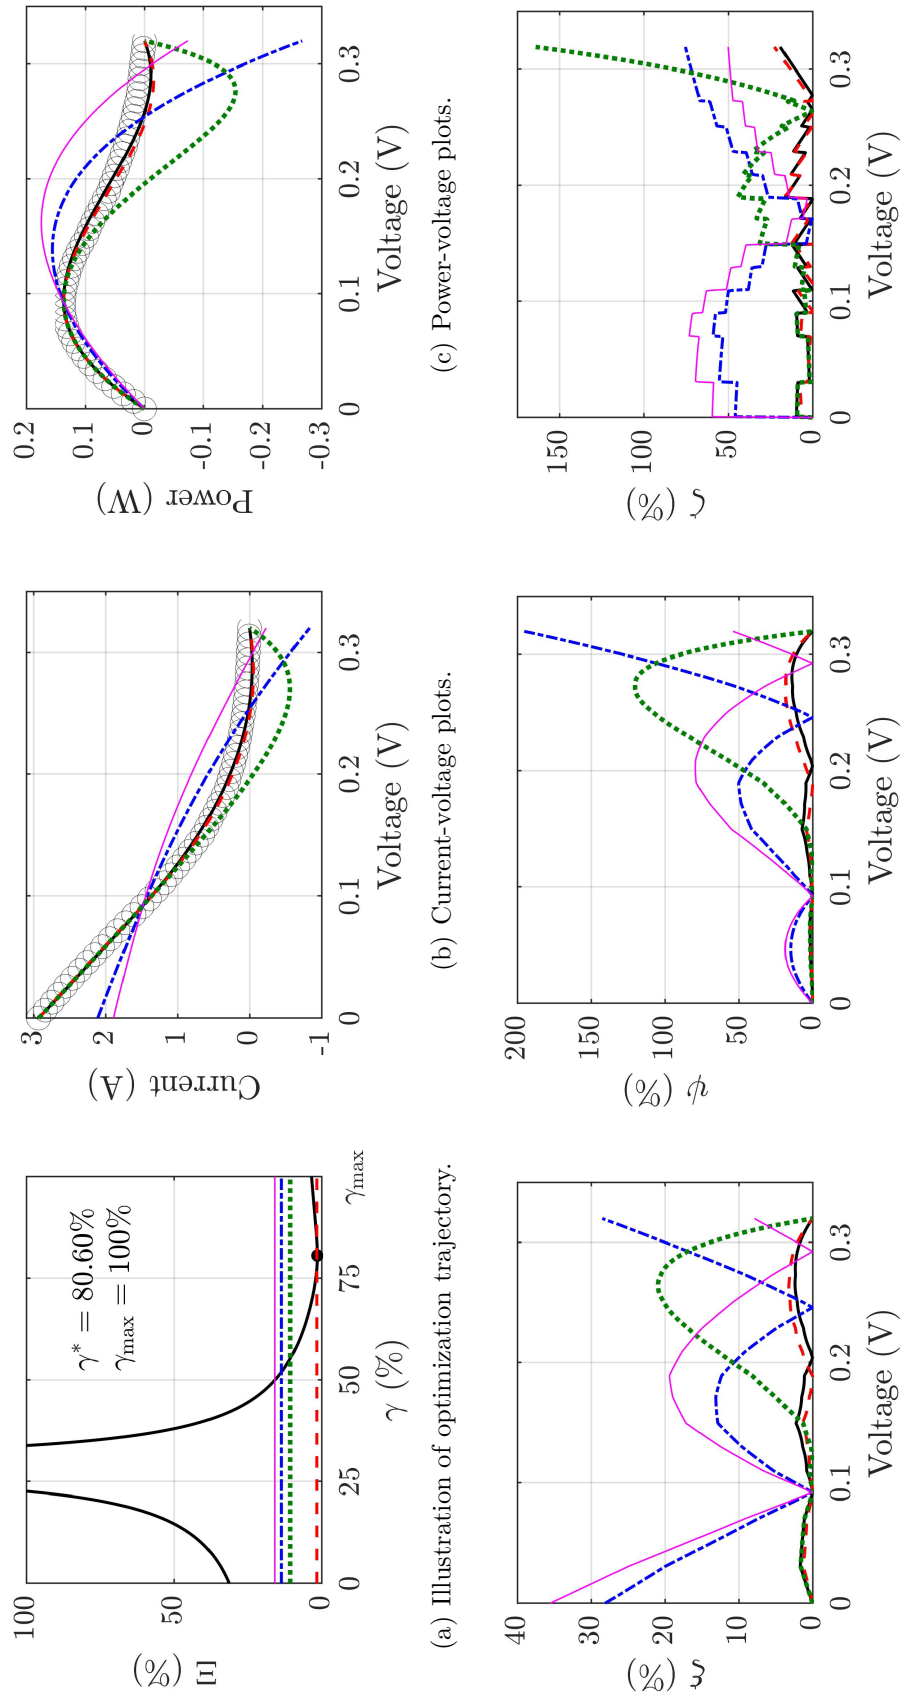 Ξ (%)
100
50
0
γ* = 80.60%
γmax = 100%
0
25
50
75
γmax
γ (%)
(a) Illustration of optimization trajectory.
Current (A)
3
2
1
0
-1
0
0.1
0.2
0.3
Voltage (V)
(b) Current-voltage plots.
Power (W)
0.2
0.1
0
-0.1
-0.2
-0.3
0
0.1
0.2
0.3
Voltage (V)
(c) Power-voltage plots.
ξ (%)
40
30
20
10
0
0
0.1
0.2
0.3
Voltage (V)
ψ (%)
200
150
100
50
0
0
0.1
0.2
0.3
Voltage (V)
ζ (%)
150
100
50
0
0
0.1
0.2
0.3
Voltage (V)